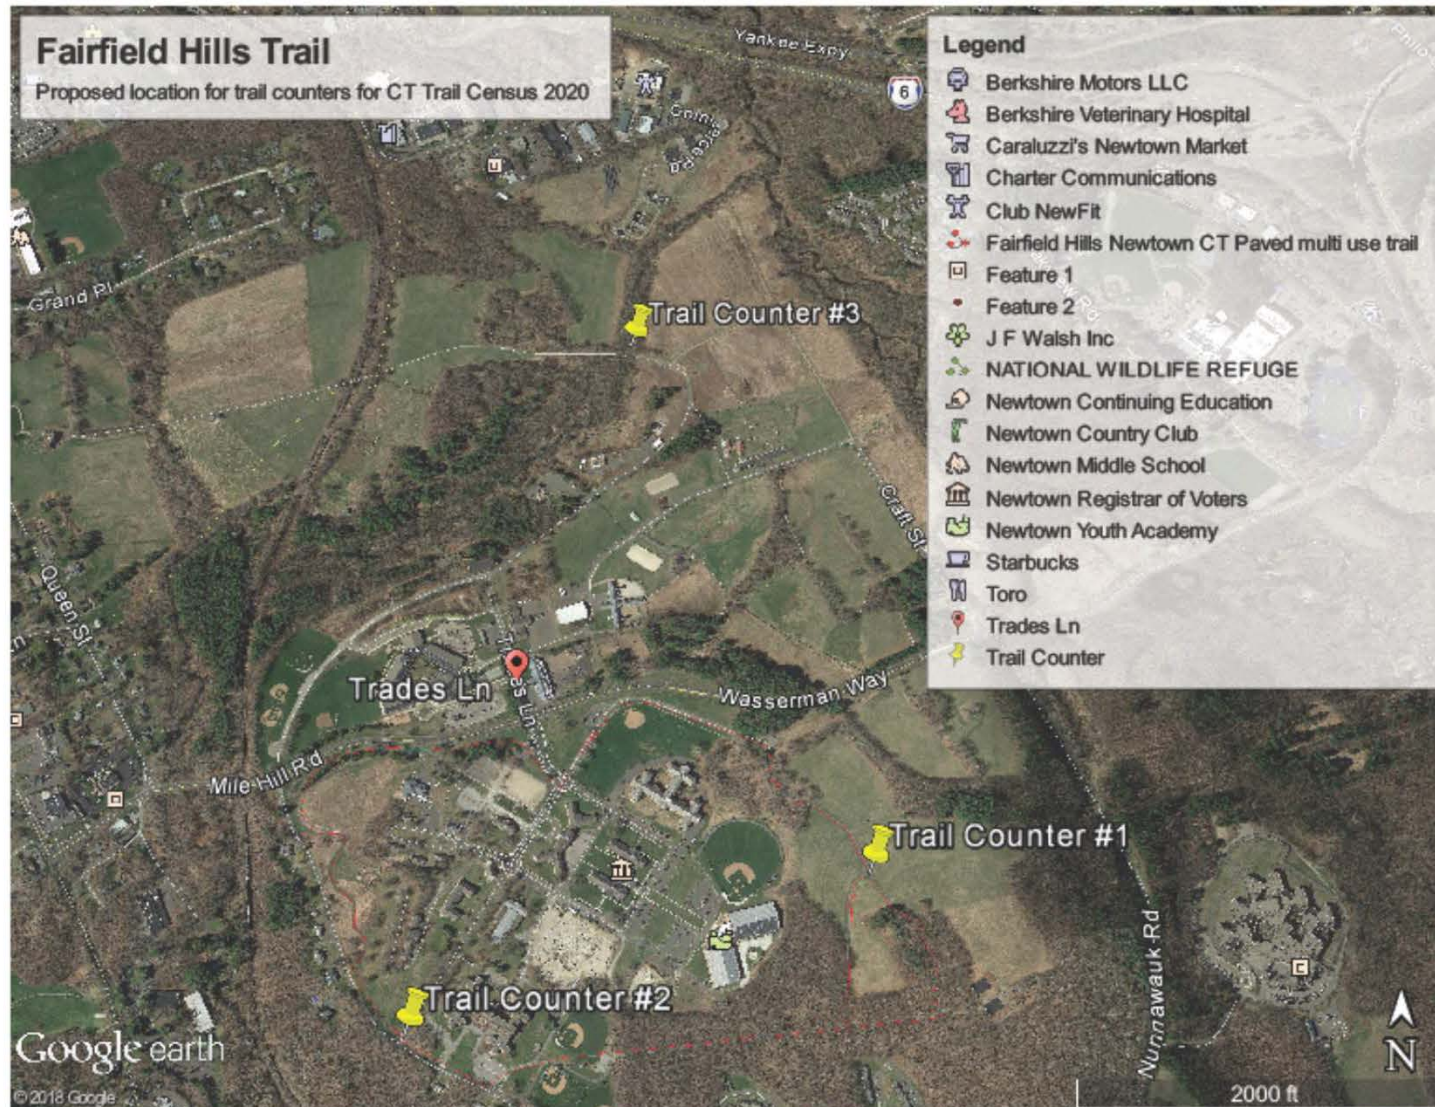 Fairfield Hills Trail
Proposed location for trail counters for CT Trail Census 2020
Yankee Expy
6
Legend
Berkshire Motors LLC
Berkshire Veterinary Hospital
Caraluzzi's Newtown Market
Charter Communications
Club NewFit
Fairfield Hills Newtown CT Paved multi use trail
Feature 1
Feature 2
J F Walsh Inc
NATIONAL WILDLIFE REFUGE
Newtown Continuing Education
Newtown Country Club
Newtown Middle School
Newtown Registrar of Voters
Newtown Youth Academy
Starbucks
Toro
Trades Ln
Trail Counter
Grand Pl
Trail Counter #3
Craft St
Queen St
Trades Ln
Trades Ln
Wasserman Way
Mile Hill Rd
Trail Counter #1
Trail Counter #2
Nunnawauk Rd
Google earth
© 2018 Google
N
2000 ft